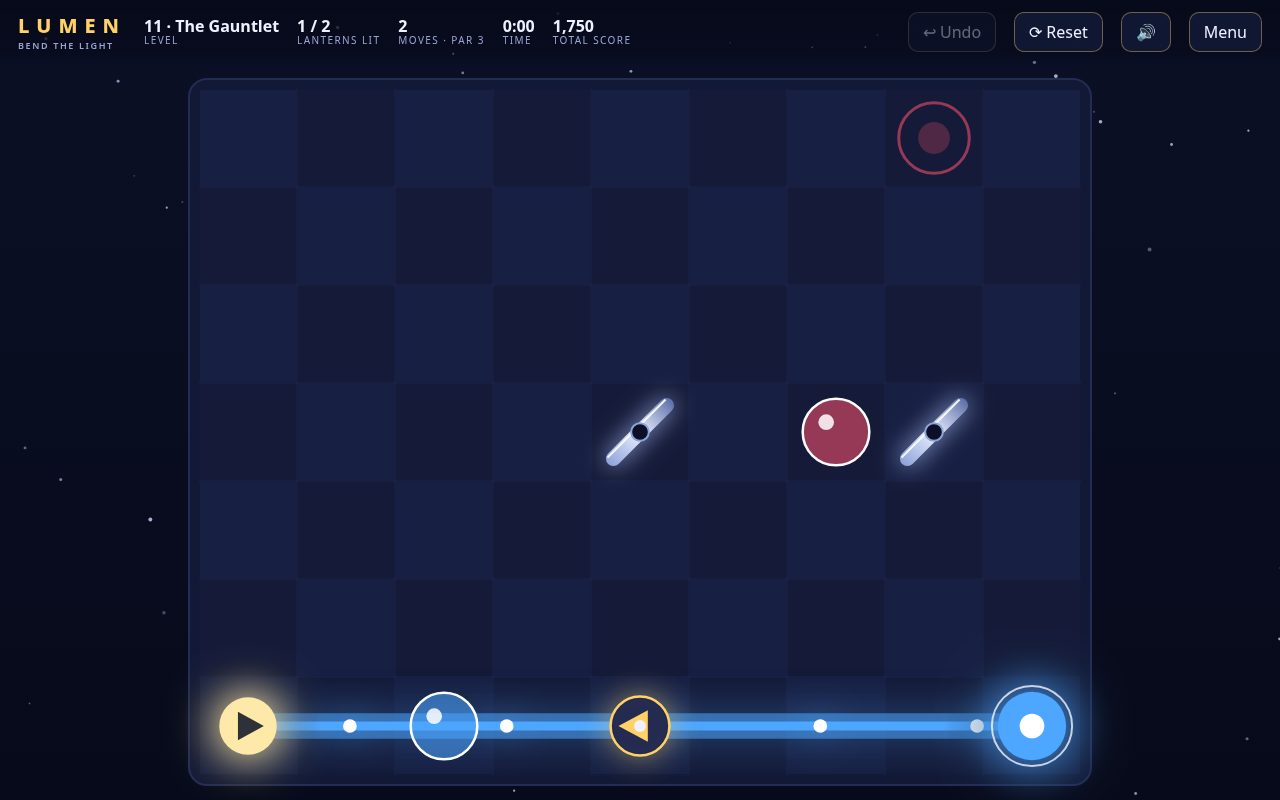 LUMEN
BEND THE LIGHT
11 · The Gauntlet
LEVEL
1 / 2
LANTERNS LIT
2
MOVES · PAR 3
0:00
TIME
1,750
TOTAL SCORE
↩ Undo
⟳ Reset
🔊
Menu